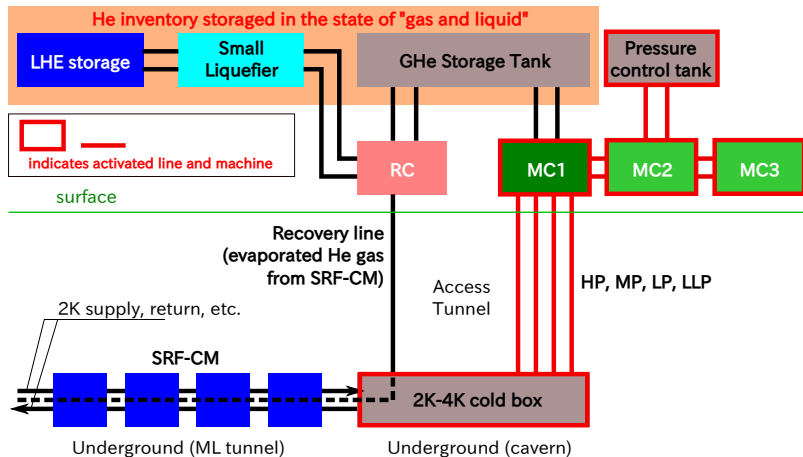 He inventory storaged in the state of "gas and liquid"
LHE storage
Small
Liquefier
GHe Storage Tank
Pressure
control tank
indicates activated line and machine
RC
MC1
MC2
MC3
surface
Recovery line
(evaporated He gas
from SRF-CM)
Access
Tunnel
HP, MP, LP, LLP
2K supply, return, etc.
SRF-CM
2K-4K cold box
Underground (ML tunnel)
Underground (cavern)